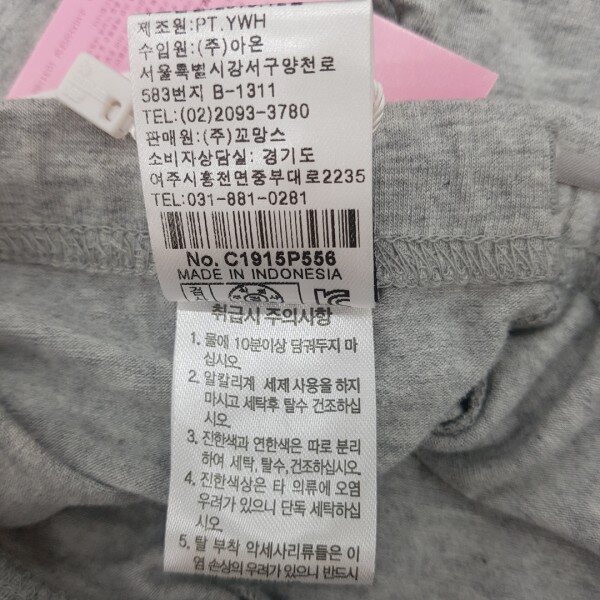 제조원:PT.YWH
수입원:(주)아온
서울특별시강서구양천로
583번지 B-1311
TEL:(02)2093-3780
판매원:(주)꼬망스
소비자상담실: 경기도
여주시흥천면중부대로2235
TEL:031-881-0281
No. C1915P556
MADE IN INDONESIA
취급시 주의사항
1. 물에 10분이상 담궈두지 마
십시오.
2. 알칼리계 세제 사용을 하지
마시고 세탁후 탈수 건조하십
시오.
3. 진한색과 연한색은 따로 분리
하여 세탁, 탈수,건조하십시오.
4. 진한색상은 타 의류에 오염
우려가 있으니 단독 세탁하십
시오.
5. 탈 부착 악세사리류들은 이
염 손상의 우려가 있으니 반드시